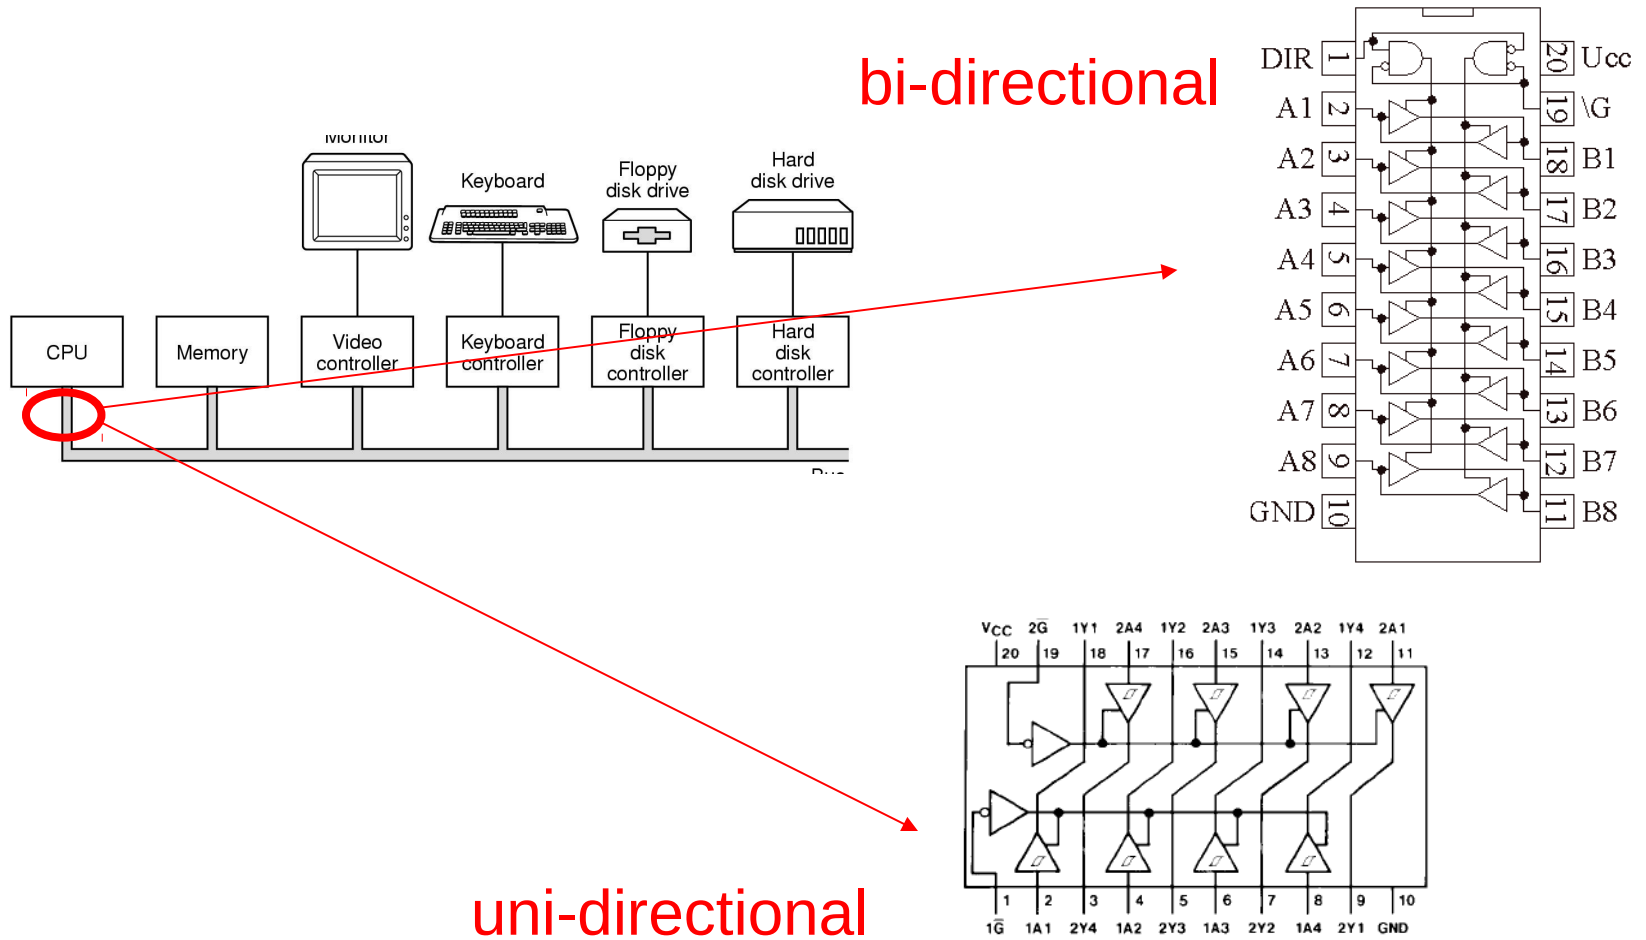 bi-directional
Monitor
Keyboard
Floppy
disk drive
Hard
disk drive
CPU
Memory
Video
controller
Keyboard
controller
Floppy
disk
controller
Hard
disk
controller
DIR 1 20 Ucc
A1 2 19 \G
A2 3 18 B1
A3 4 17 B2
A4 5 16 B3
A5 6 15 B4
A6 7 14 B5
A7 8 13 B6
A8 9 12 B7
GND 10 11 B8
VCC 2G̅ 1Y1 2A4 1Y2 2A3 1Y3 2A2 1Y4 2A1
20 19 18 17 16 15 14 13 12 11
1 2 3 4 5 6 7 8 9 10
1G̅ 1A1 2Y4 1A2 2Y3 1A3 2Y2 1A4 2Y1 GND
uni-directional